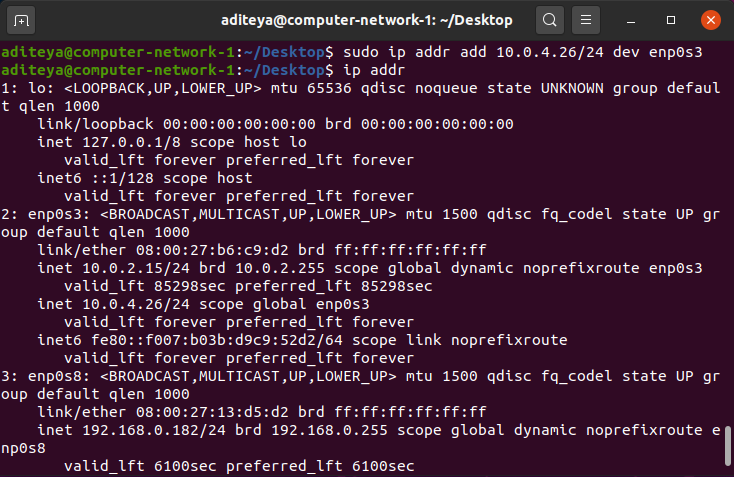 aditeya@computer-network-1: ~/Desktop
aditeya@computer-network-1:~/Desktop$ sudo ip addr add 10.0.4.26/24 dev enp0s3
aditeya@computer-network-1:~/Desktop$ ip addr
1: lo: <LOOPBACK,UP,LOWER_UP> mtu 65536 qdisc noqueue state UNKNOWN group defaul
t qlen 1000
    link/loopback 00:00:00:00:00:00 brd 00:00:00:00:00:00
    inet 127.0.0.1/8 scope host lo
       valid_lft forever preferred_lft forever
    inet6 ::1/128 scope host
       valid_lft forever preferred_lft forever
2: enp0s3: <BROADCAST,MULTICAST,UP,LOWER_UP> mtu 1500 qdisc fq_codel state UP gr
oup default qlen 1000
    link/ether 08:00:27:b6:c9:d2 brd ff:ff:ff:ff:ff:ff
    inet 10.0.2.15/24 brd 10.0.2.255 scope global dynamic noprefixroute enp0s3
       valid_lft 85298sec preferred_lft 85298sec
    inet 10.0.4.26/24 scope global enp0s3
       valid_lft forever preferred_lft forever
    inet6 fe80::f007:b03b:d9c9:52d2/64 scope link noprefixroute
       valid_lft forever preferred_lft forever
3: enp0s8: <BROADCAST,MULTICAST,UP,LOWER_UP> mtu 1500 qdisc fq_codel state UP gr
oup default qlen 1000
    link/ether 08:00:27:13:d5:d2 brd ff:ff:ff:ff:ff:ff
    inet 192.168.0.182/24 brd 192.168.0.255 scope global dynamic noprefixroute e
np0s8
       valid_lft 6100sec preferred_lft 6100sec